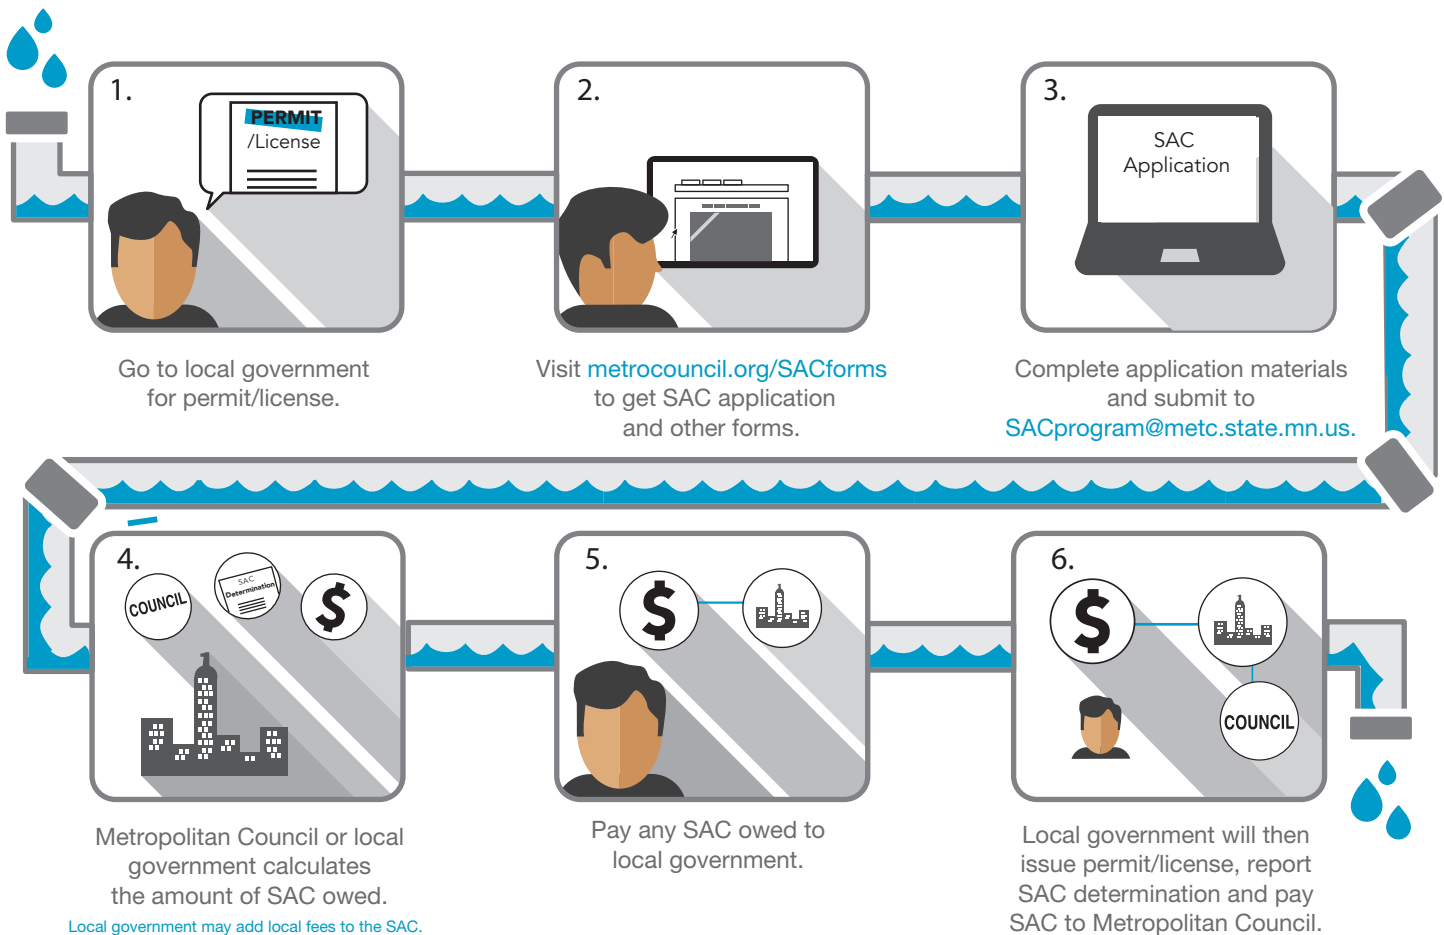 1.
PERMIT
/License
Go to local government
for permit/license.
2.
Visit metrocouncil.org/SACforms
to get SAC application
and other forms.
3.
SAC
Application
Complete application materials
and submit to
SACprogram@metc.state.mn.us.
4.
COUNCIL
SAC
Determination
$
Metropolitan Council or local
government calculates
the amount of SAC owed.
Local government may add local fees to the SAC.
5.
$
Pay any SAC owed to
local government.
6.
$
COUNCIL
Local government will then
issue permit/license, report
SAC determination and pay
SAC to Metropolitan Council.